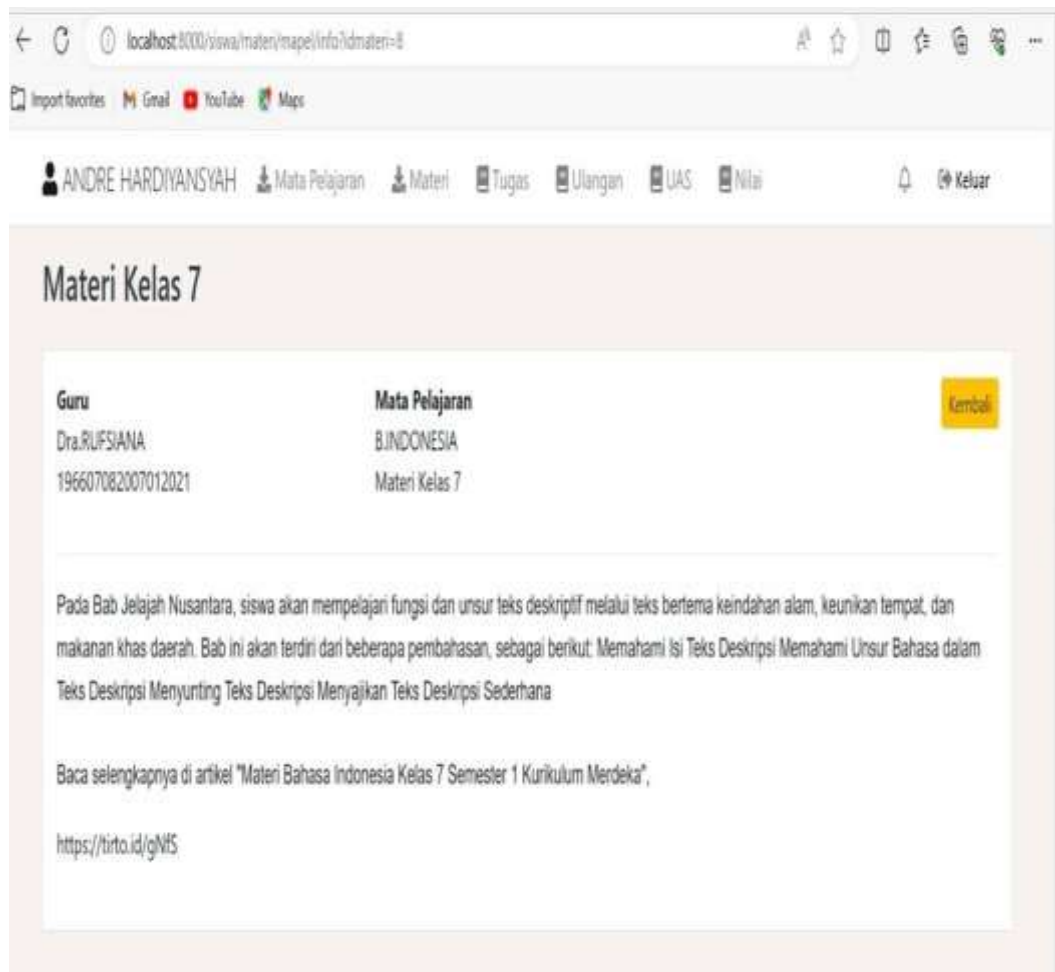 localhost:8000/siswa/materi/mapel/info?idmateri=8
Import favorites Gmail YouTube Maps
ANDRE HARDIYANSYAH Mata Pelajaran Materi Tugas Ulangan UAS Nilai Keluar
Materi Kelas 7
Guru Mata Pelajaran Kembali
Dra.RUFSIANA B.INDONESIA
196607082007012021 Materi Kelas 7
Pada Bab Jelajah Nusantara, siswa akan mempelajari fungsi dan unsur teks deskriptif melalui teks bertema keindahan alam, keunikan tempat, dan
makanan khas daerah. Bab ini akan terdiri dari beberapa pembahasan, sebagai berikut: Memahami Isi Teks Deskripsi Memahami Unsur Bahasa dalam
Teks Deskripsi Menyunting Teks Deskripsi Menyajikan Teks Deskripsi Sederhana
Baca selengkapnya di artikel "Materi Bahasa Indonesia Kelas 7 Semester 1 Kurikulum Merdeka",
https://tirto.id/gNfS